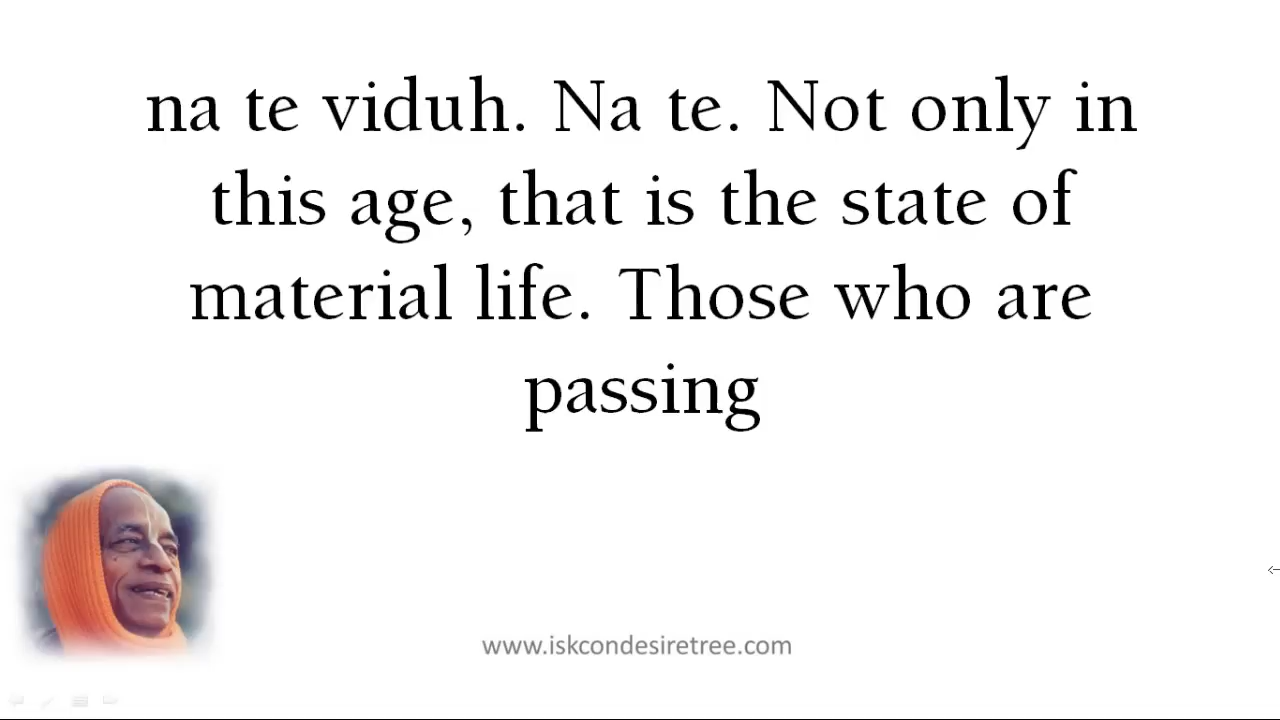 na te viduh. Na te. Not only in
this age, that is the state of
material life. Those who are
passing
www.iskcondesiretree.com